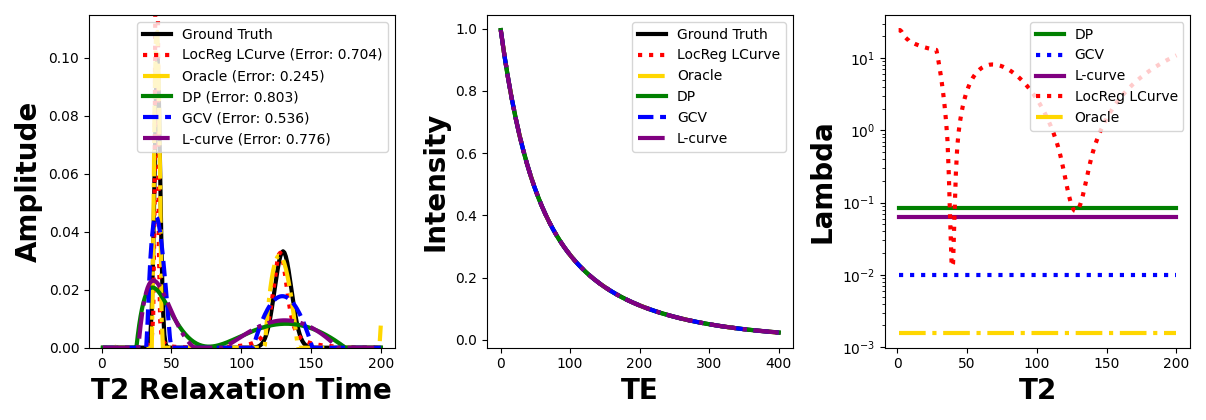 Amplitude
0.10
0.08
0.06
0.04
0.02
0.00
0
50
100
150
200
T2 Relaxation Time
Ground Truth
LocReg LCurve (Error: 0.704)
Oracle (Error: 0.245)
DP (Error: 0.803)
GCV (Error: 0.536)
L-curve (Error: 0.776)
Intensity
1.0
0.8
0.6
0.4
0.2
0.0
0
100
200
300
400
TE
Ground Truth
LocReg LCurve
Oracle
DP
GCV
L-curve
Lambda
10¹
10⁰
10⁻¹
10⁻²
10⁻³
0
50
100
150
200
T2
DP
GCV
L-curve
LocReg LCurve
Oracle